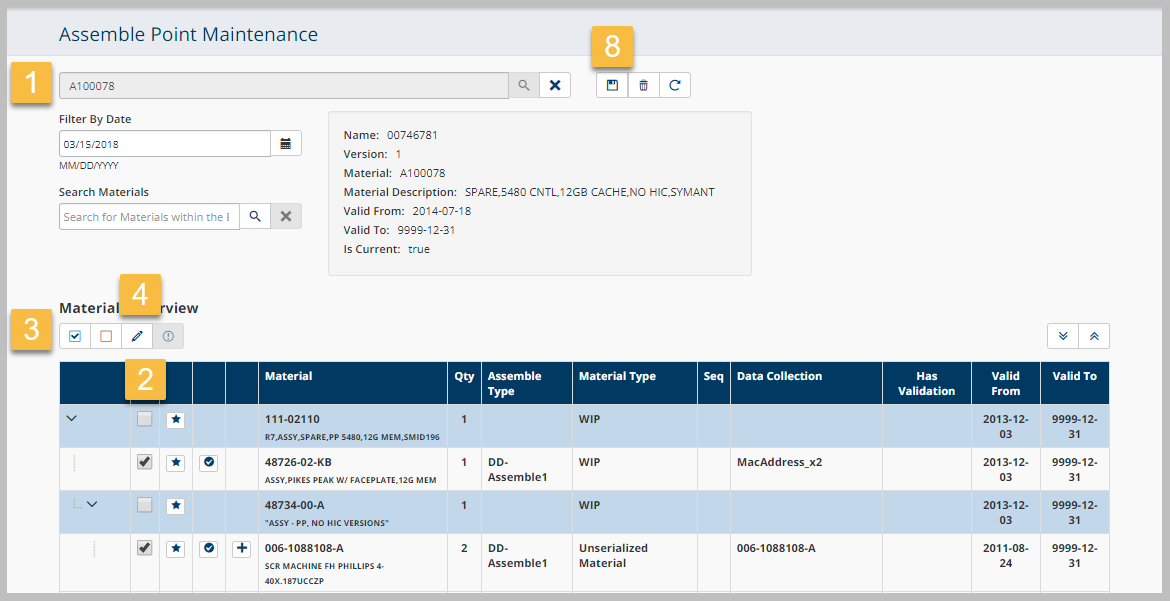 Assemble Point Maintenance
8
1
A100078
Filter By Date
03/15/2018
MM/DD/YYYY
Search Materials
Search for Materials within the
Name: 00746781
Version: 1
Material: A100078
Material Description: SPARE,5480 CNTL,12GB CACHE,NO HIC,SYMANT
Valid From: 2014-07-18
Valid To: 9999-12-31
Is Current: true
4
Material rview
3
2
Material Qty Assemble Type Material Type Seq Data Collection Has Validation Valid From Valid To
111-02110 1 WIP 2013-12-03 9999-12-31
R7,ASSY,SPARE,PP 5480,12G MEM,SMID196
48726-02-KB 1 DD-Assemble1 WIP MacAddress_x2 2013-12-03 9999-12-31
ASSY,PIKES PEAK W/ FACEPLATE,12G MEM
48734-00-A 1 WIP 2013-12-03 9999-12-31
"ASSY - PP, NO HIC VERSIONS"
006-1088108-A 2 DD-Assemble1 Unserialized Material 006-1088108-A 2011-08-24 9999-12-31
SCR MACHINE FH PHILLIPS 4-
40X.187UCCZP